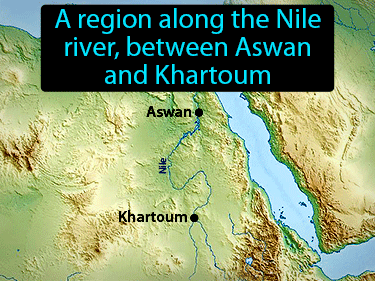 A region along the Nile
river, between Aswan
and Khartoum
Aswan
Nile
Khartoum